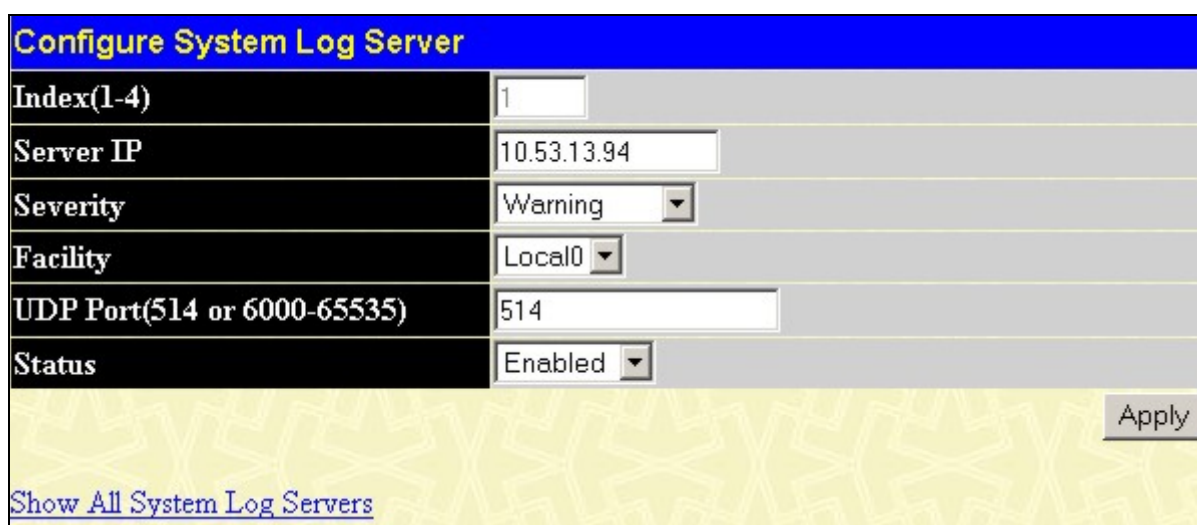 Configure System Log Server
Index(1-4) 1
Server IP 10.53.13.94
Severity Warning
Facility Local0
UDP Port(514 or 6000-65535) 514
Status Enabled
Apply
Show All System Log Servers